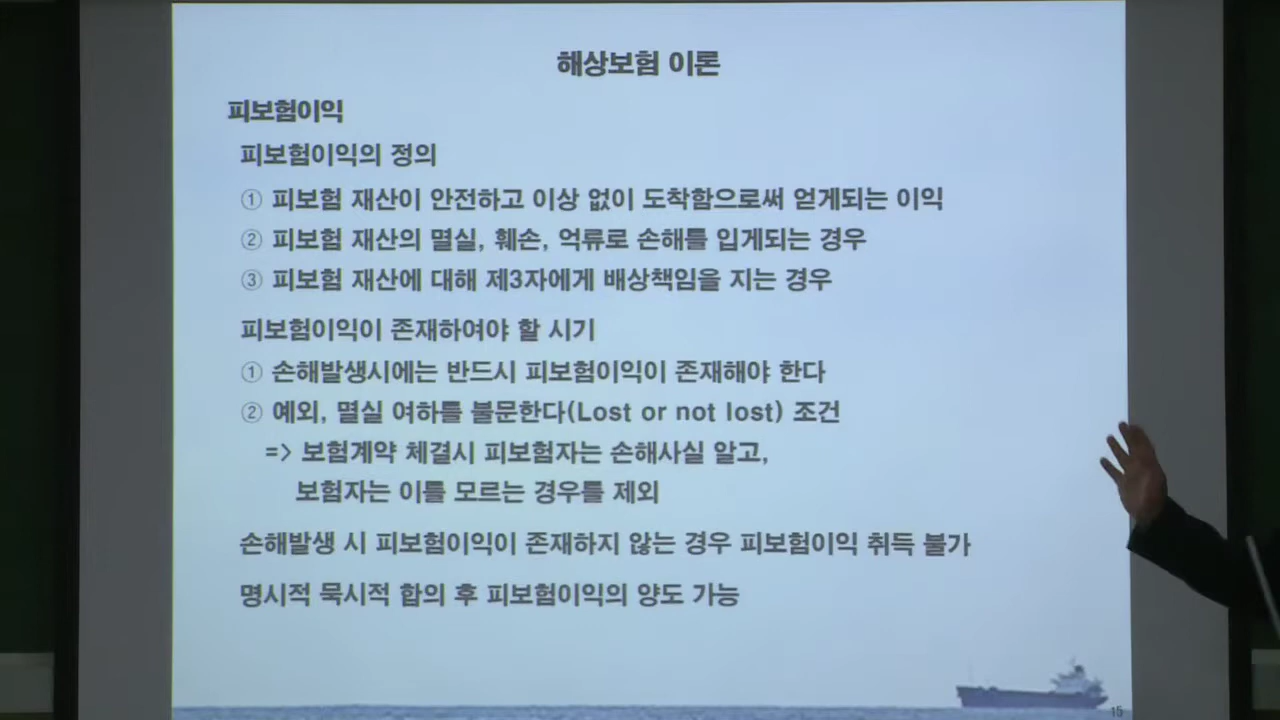 해상보험 이론
피보험이익
피보험이익의 정의
① 피보험 재산이 안전하고 이상 없이 도착함으로써 얻게되는 이익
② 피보험 재산의 멸실, 훼손, 억류로 손해를 입게되는 경우
③ 피보험 재산에 대해 제3자에게 배상책임을 지는 경우
피보험이익이 존재하여야 할 시기
① 손해발생시에는 반드시 피보험이익이 존재해야 한다
② 예외, 멸실 여하를 불문한다(Lost or not lost) 조건
=> 보험계약 체결시 피보험자는 손해사실 알고,
보험자는 이를 모르는 경우를 제외
손해발생 시 피보험이익이 존재하지 않는 경우 피보험이익 취득 불가
명시적 묵시적 합의 후 피보험이익의 양도 가능
15